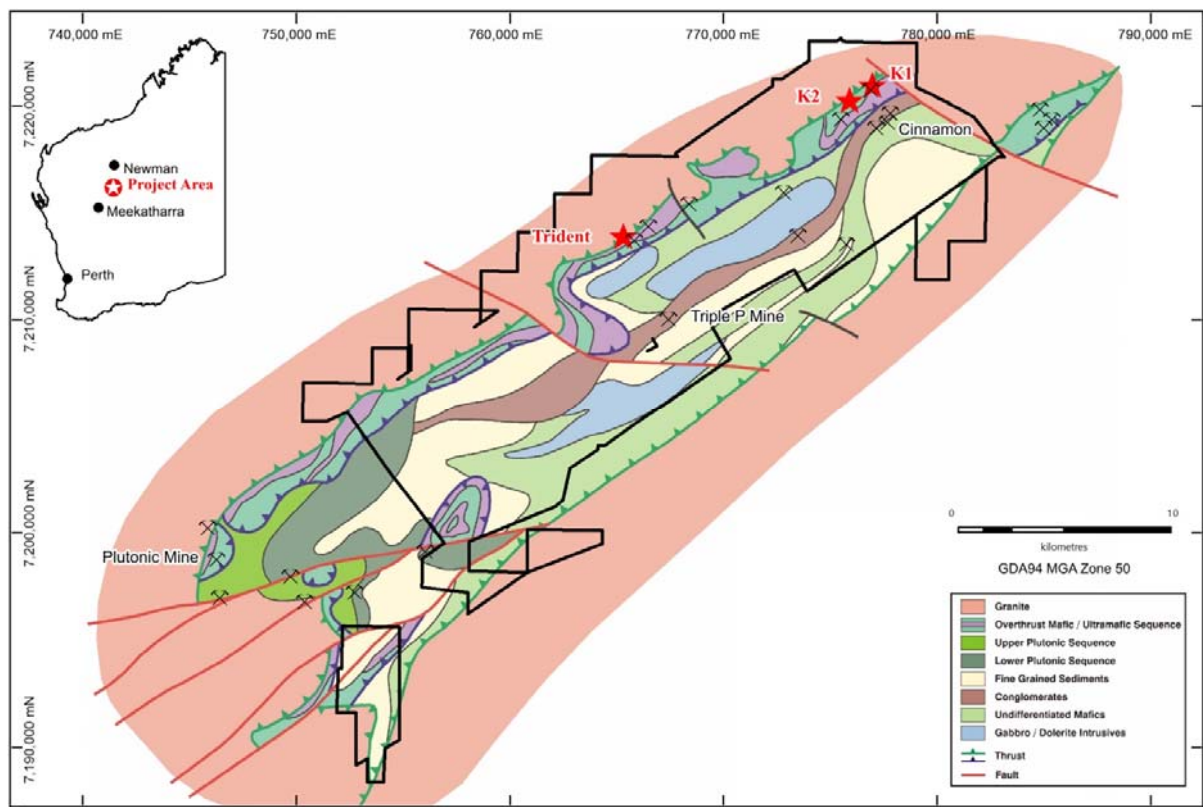 740,000 mE
750,000 mE
760,000 mE
770,000 mE
780,000 mE
790,000 mE
K1
K2
7,220,000 mN
Cinnamon
Newman
Project Area
Meekatharra
Trident
Perth
7,210,000 mN
Triple P Mine
7,200,000 mN
Plutonic Mine
0
10
kilometres
GDA94 MGA Zone 50
Granite
Overthrust Mafic / Ultramafic Sequence
Upper Plutonic Sequence
Lower Plutonic Sequence
Fine Grained Sediments
Conglomerates
Undifferentiated Mafics
Gabbro / Dolerite Intrusives
Thrust
Fault
7,190,000 mN